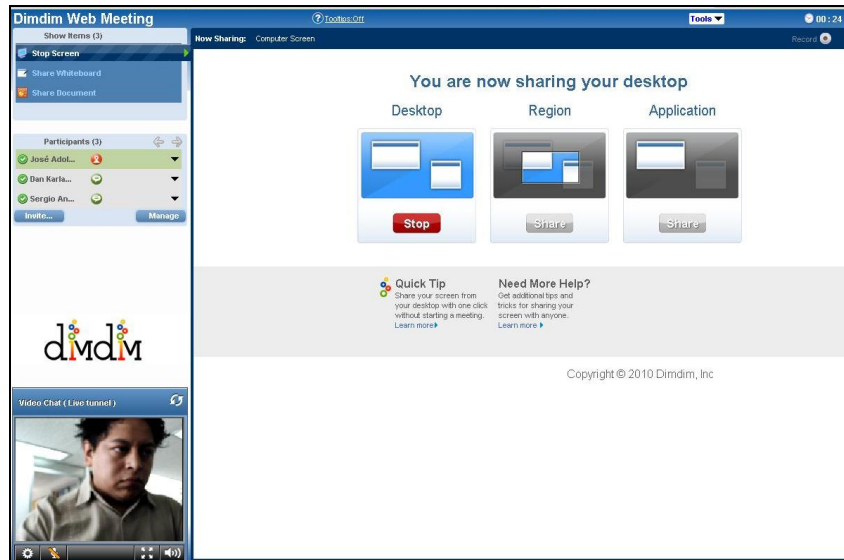 Dimdim Web Meeting
? Tooltips:Off
Tools
00:24
Show Items (3)
Now Sharing: Computer Screen
Record
Stop Screen
Share Whiteboard
Share Document
Participants (3)
José Adol...
Dan Karla...
Sergio An...
Invite...
Manage
You are now sharing your desktop
Desktop
Region
Application
Stop
Share
Share
Quick Tip
Share your screen from
your desktop with one click
without starting a meeting.
Learn more
Need More Help?
Get additional tips and
tricks for sharing your
screen with anyone.
Learn more
dimdim
Copyright © 2010 Dimdim, Inc
Video Chat ( Live tunnel )